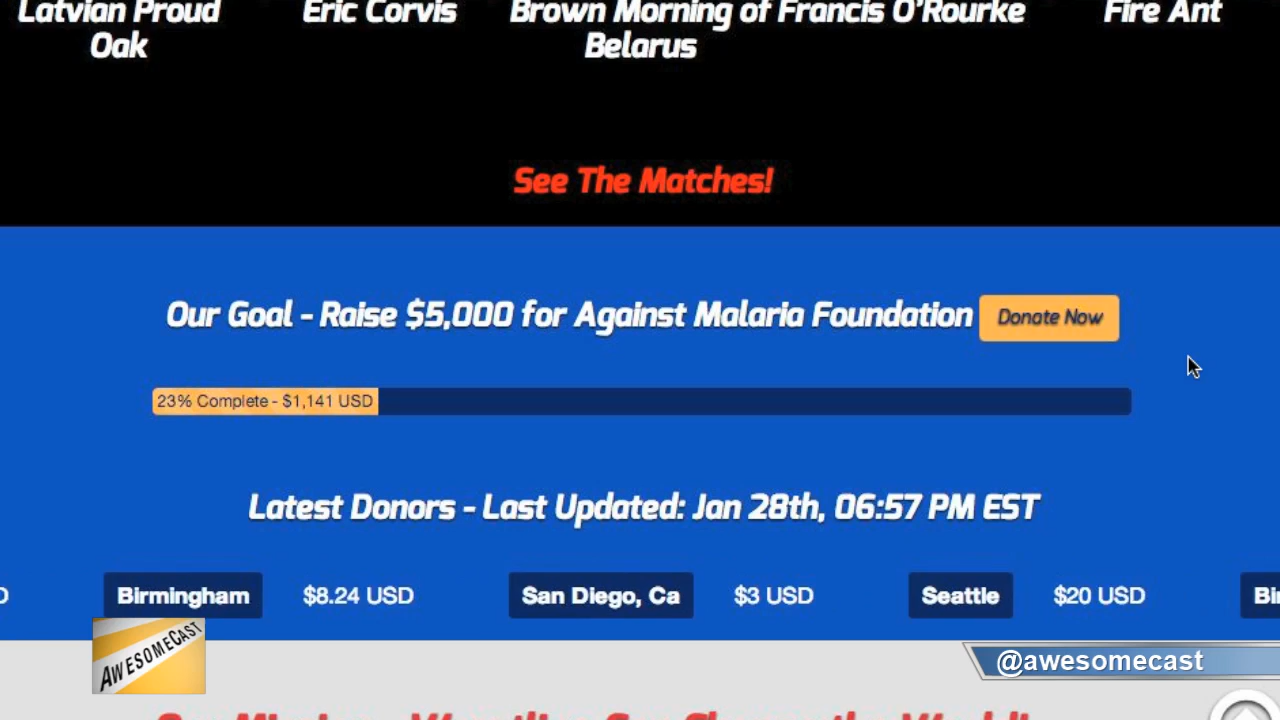 Latvian Proud Eric Corvis Brown Morning of Francis O'Rourke Fire Ant
Oak Belarus
See The Matches!
Our Goal - Raise $5,000 for Against Malaria Foundation Donate Now
23% Complete - $1,141 USD
Latest Donors - Last Updated: Jan 28th, 06:57 PM EST
Birmingham $8.24 USD San Diego, Ca $3 USD Seattle $20 USD
AWESOMECAST
@awesomecast